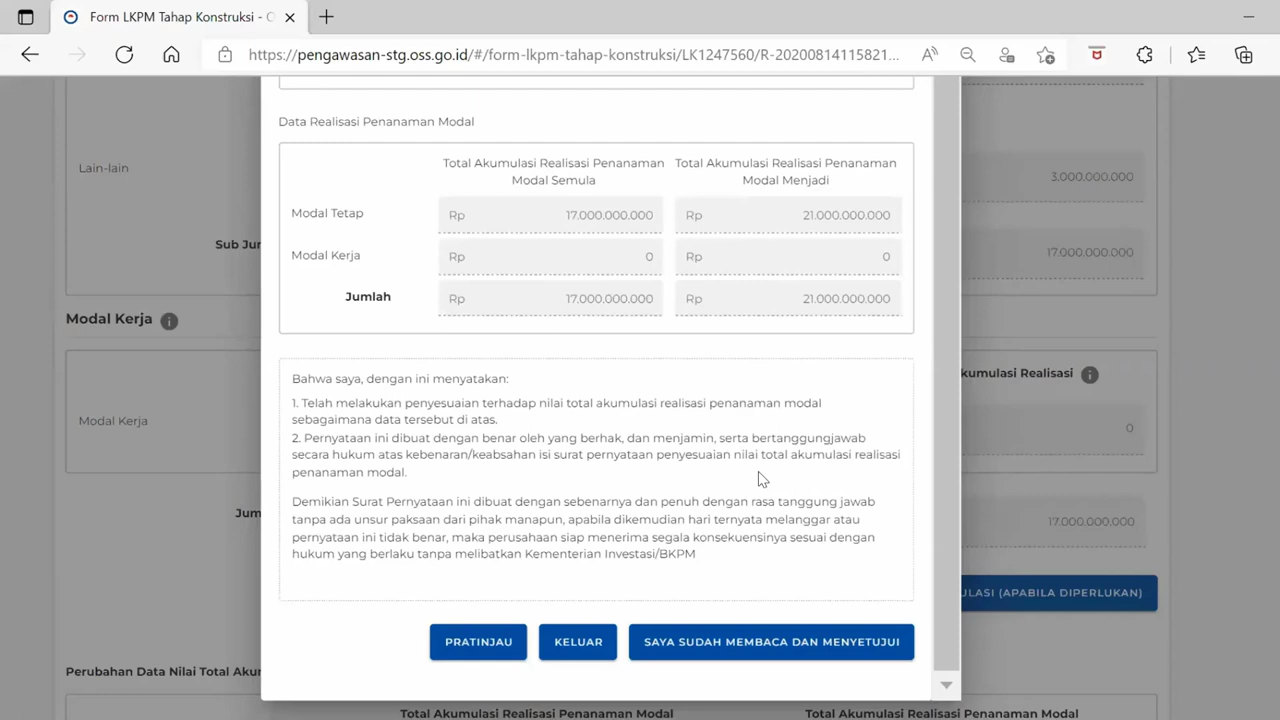 Form LKPM Tahap Konstruksi - O
https://pengawasan-stg.oss.go.id/#/form-lkpm-tahap-konstruksi/LK1247560/R-20200814115821...
Data Realisasi Penanaman Modal
Total Akumulasi Realisasi Penanaman
Modal Semula
Total Akumulasi Realisasi Penanaman
Modal Menjadi
Lain-lain
3.000.000.000
Modal Tetap
Rp 17.000.000.000
Rp 21.000.000.000
Sub Jur
17.000.000.000
Modal Kerja
Rp 0
Rp 0
Jumlah
Rp 17.000.000.000
Rp 21.000.000.000
Modal Kerja
kumulasi Realisasi
Modal Kerja
0
Bahwa saya, dengan ini menyatakan:
1. Telah melakukan penyesuaian terhadap nilai total akumulasi realisasi penanaman modal
sebagaimana data tersebut di atas.
2. Pernyataan ini dibuat dengan benar oleh yang berhak, dan menjamin, serta bertanggungjawab
secara hukum atas kebenaran/keabsahan isi surat pernyataan penyesuaian nilai total akumulasi realisasi
penanaman modal.
Demikian Surat Pernyataan ini dibuat dengan sebenarnya dan penuh dengan rasa tanggung jawab
tanpa ada unsur paksaan dari pihak manapun, apabila dikemudian hari ternyata melanggar atau
pernyataan ini tidak benar, maka perusahaan siap menerima segala konsekuensinya sesuai dengan
hukum yang berlaku tanpa melibatkan Kementerian Investasi/BKPM
Jum
17.000.000.000
ULASI (APABILA DIPERLUKAN)
PRATINJAU
KELUAR
SAYA SUDAH MEMBACA DAN MENYETUJUI
Perubahan Data Nilai Total Aku
Total Akumulasi Realisasi Penanaman Modal
Total Akumulasi Realisasi Penanaman Modal